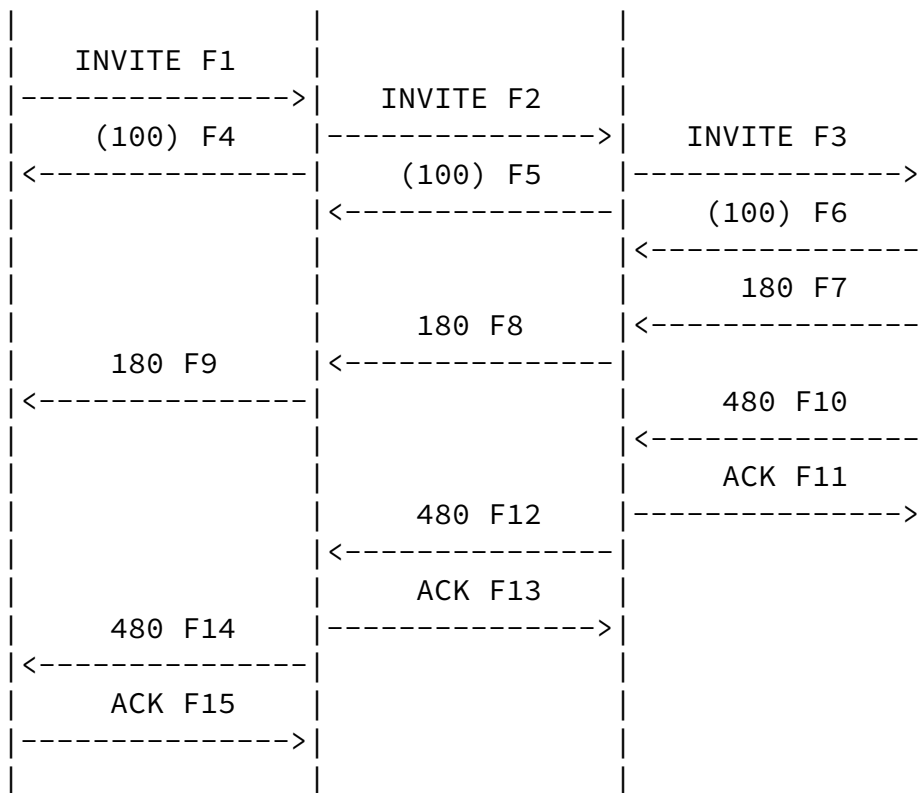 INVITE F1
INVITE F2
(100) F4
INVITE F3
(100) F5
(100) F6
180 F7
180 F8
180 F9
480 F10
ACK F11
480 F12
ACK F13
480 F14
ACK F15